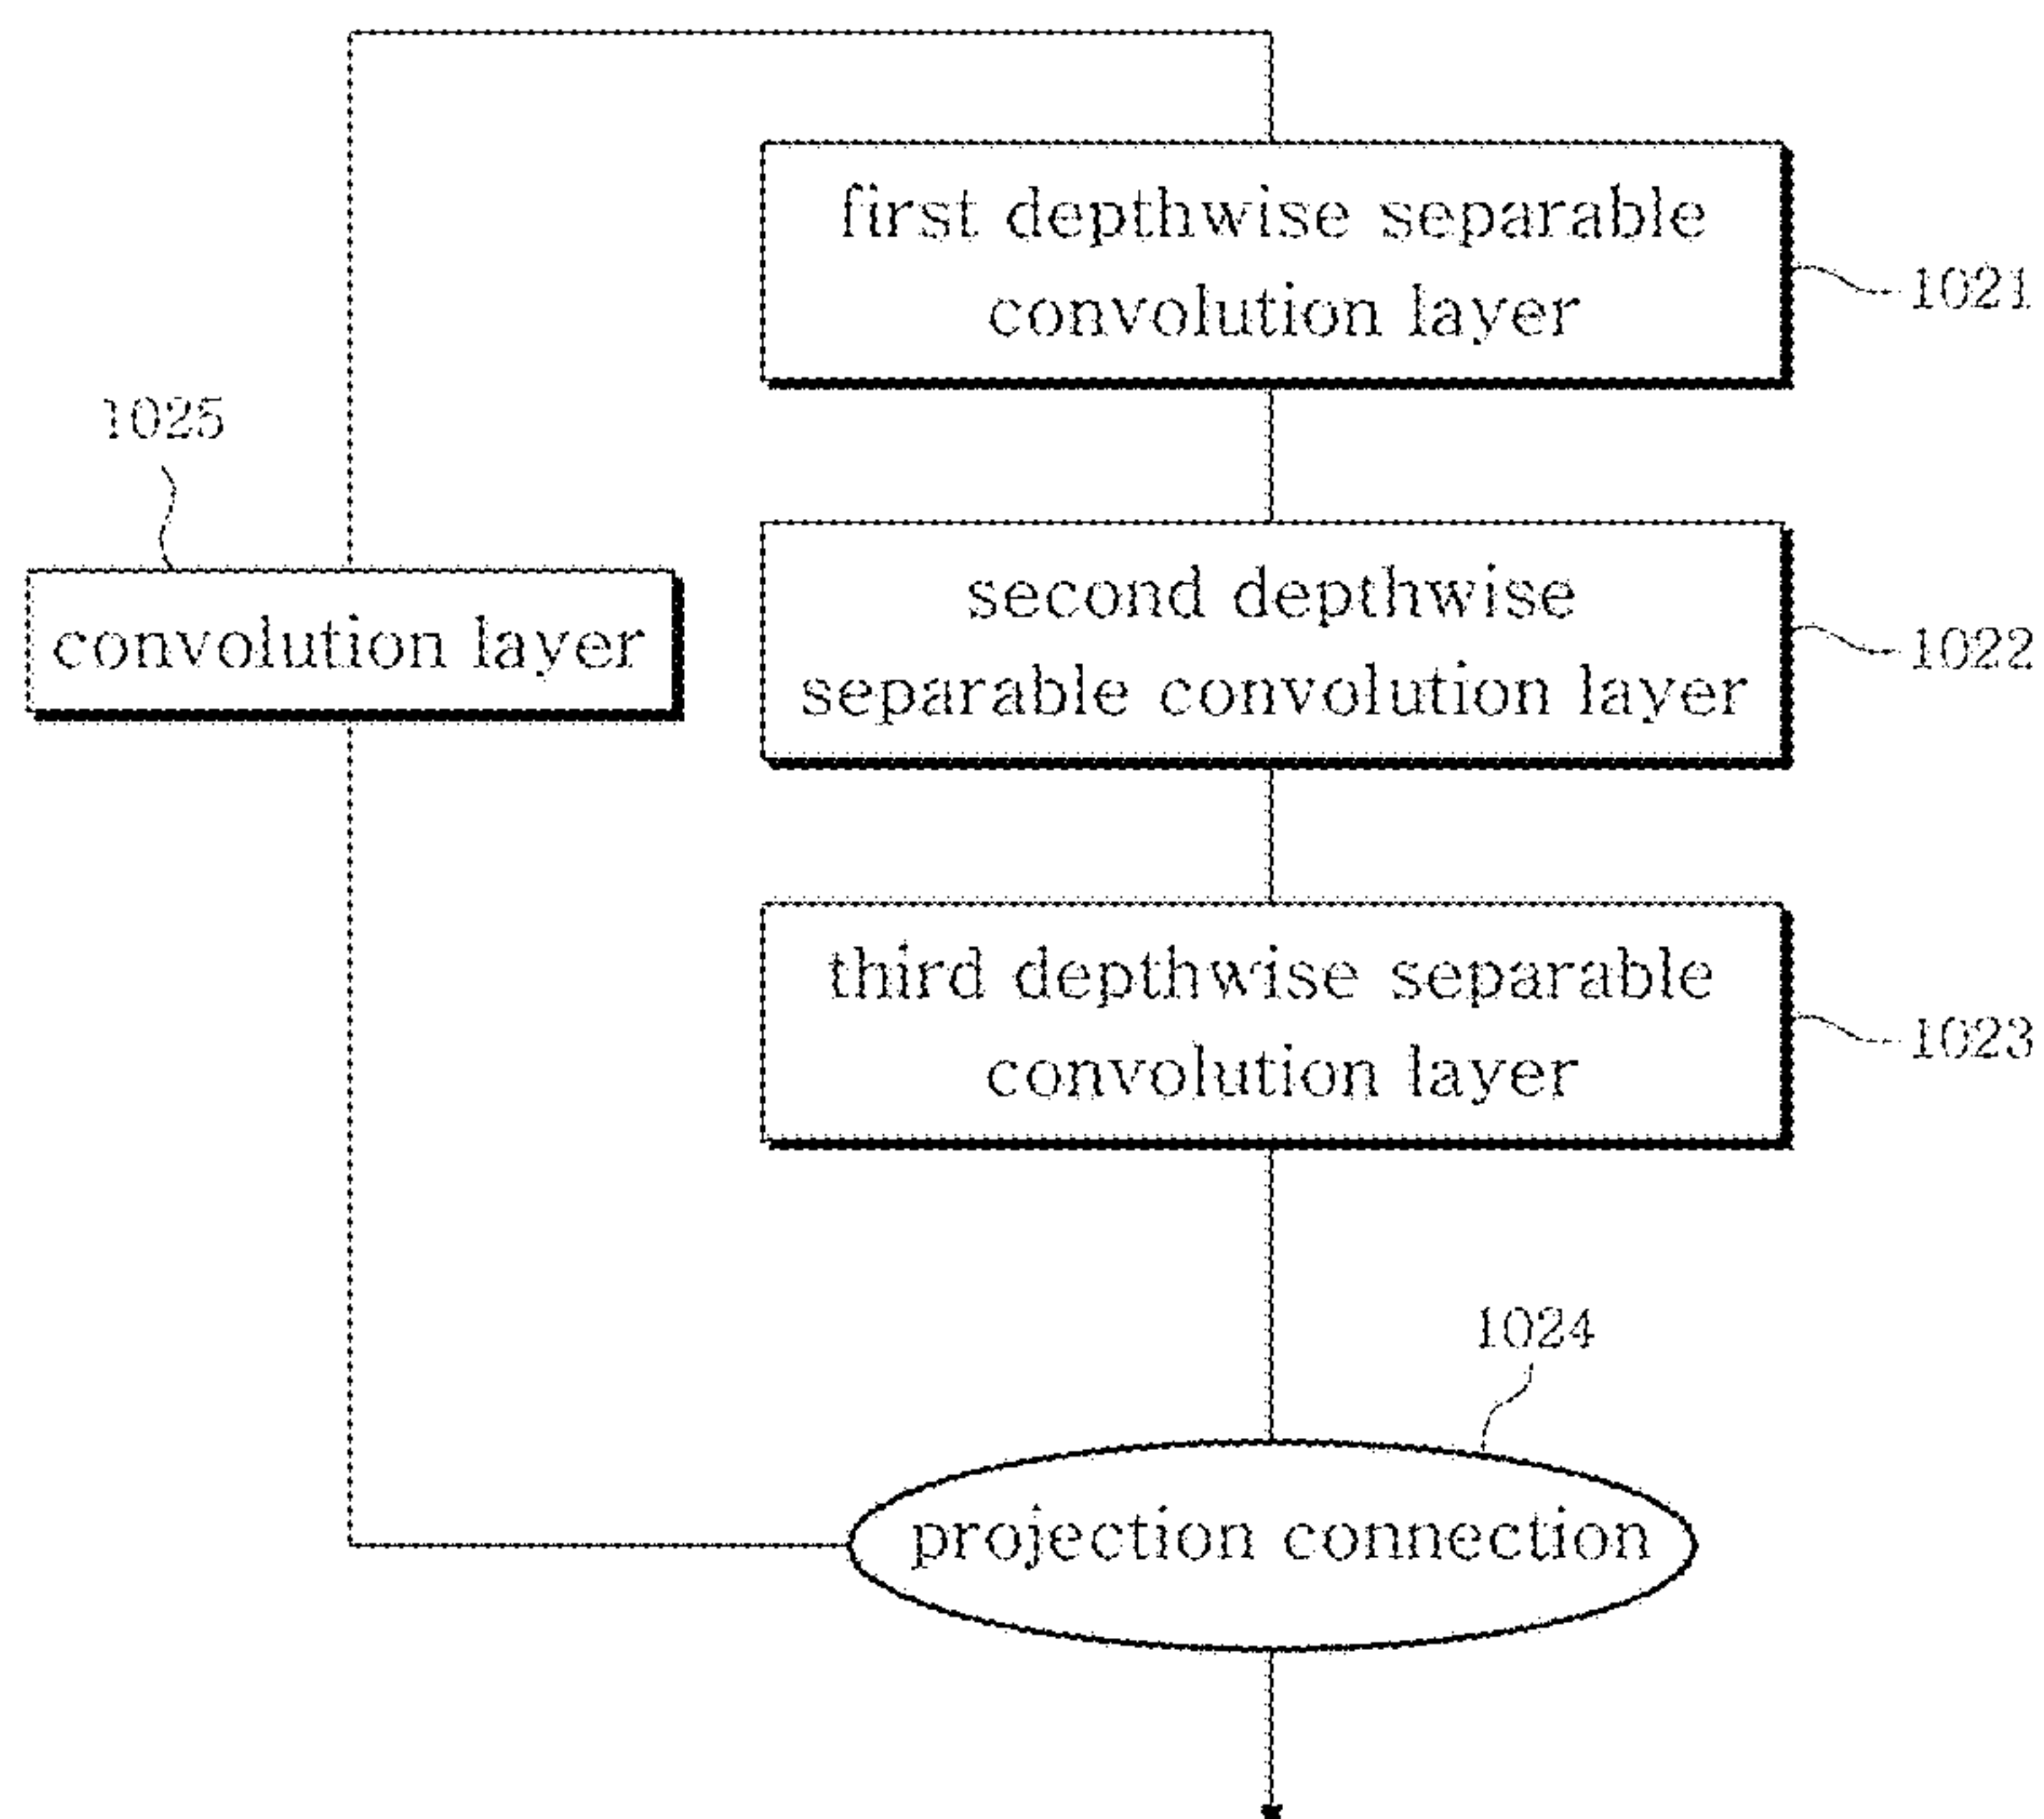 first depthwise separable
convolution layer
1021
1025
convolution layer
second depthwise
separable convolution layer
1022
third depthwise separable
convolution layer
1023
1024
projection connection